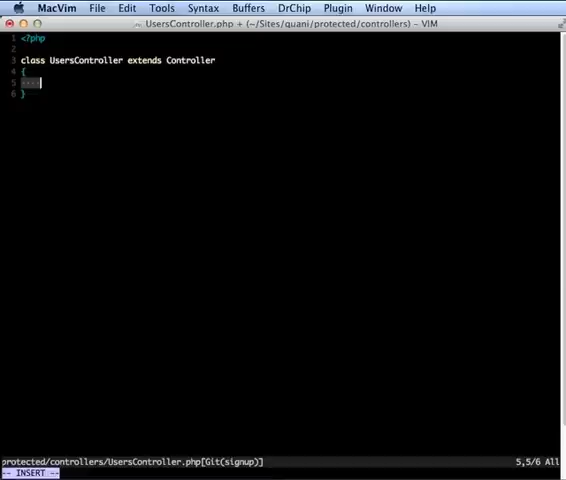 MacVim File Edit Tools Syntax Buffers DrChip Plugin Window Help
UsersController.php + (~/Sites/quani/protected/controllers) - VIM
1 <?php
2
3 class UsersController extends Controller
4 {
5 ····
6 }
protected/controllers/UsersController.php[Git(signup)] 5,5/6 All
-- INSERT --